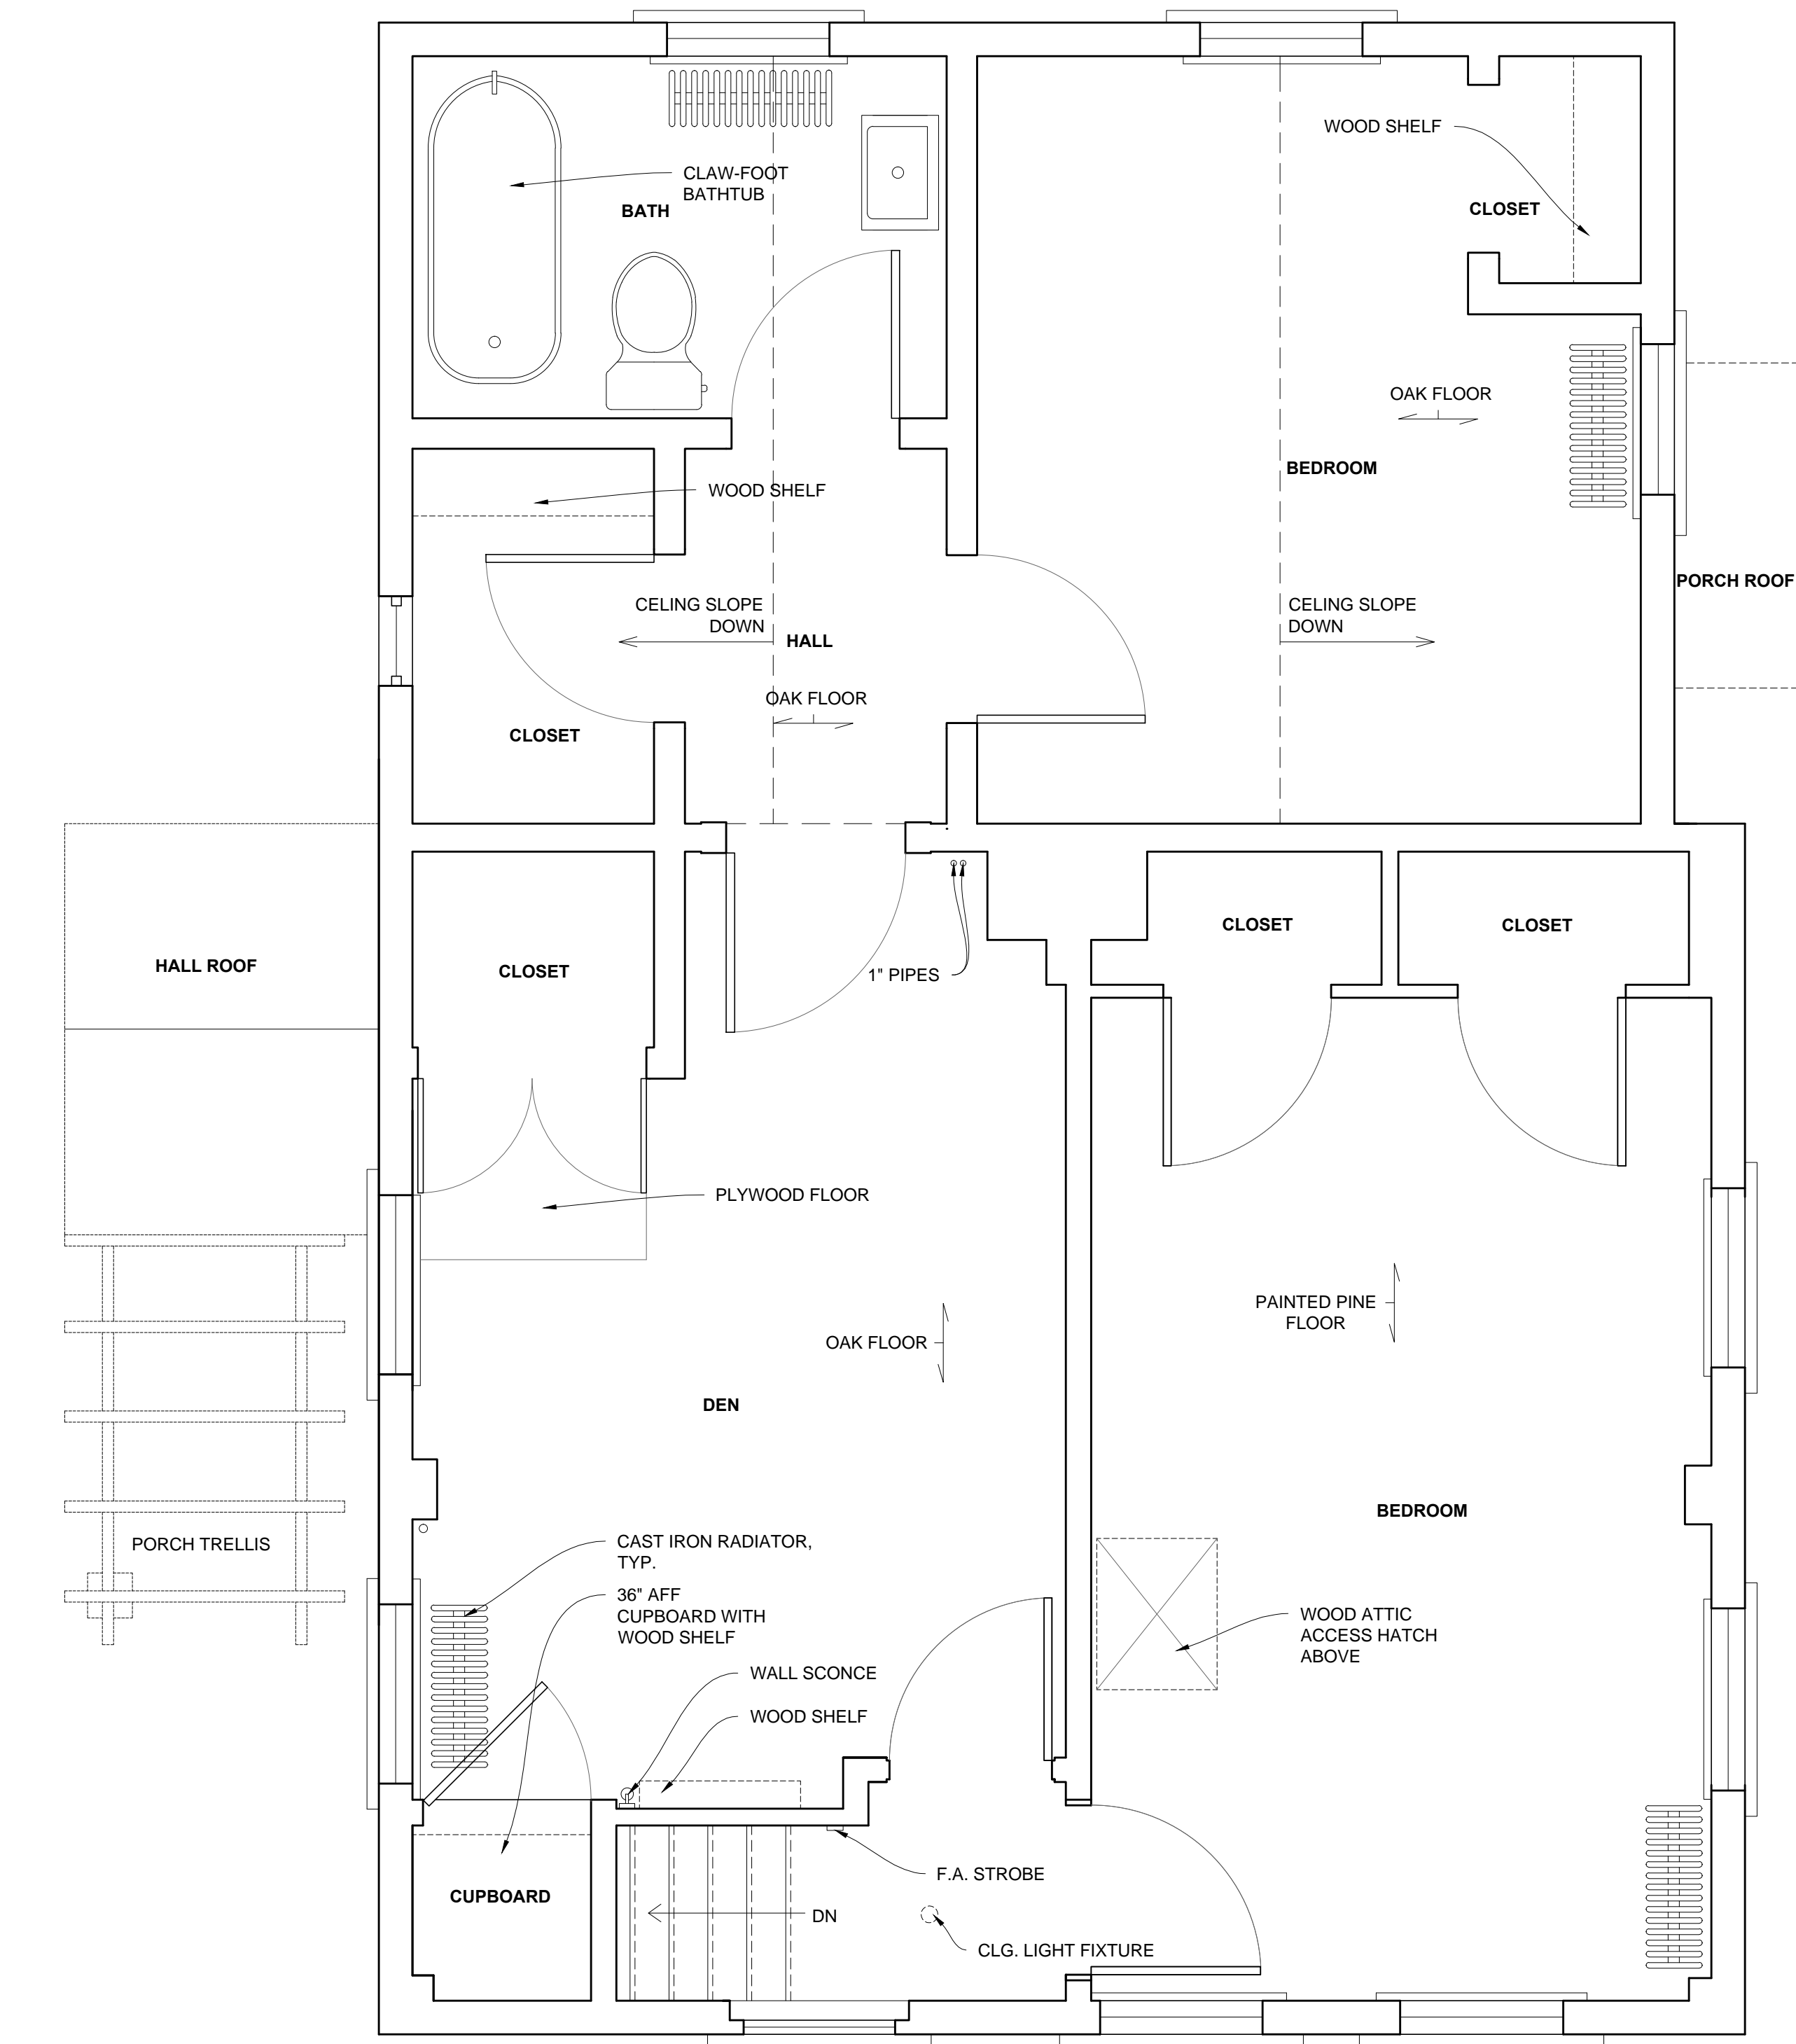 WOOD SHELF
CLAW-FOOT
BATHTUB
BATH
CLOSET
OAK FLOOR
BEDROOM
WOOD SHELF
PORCH ROOF
CELING SLOPE
DOWN
HALL
CELING SLOPE
DOWN
OAK FLOOR
CLOSET
CLOSET
CLOSET
HALL ROOF
CLOSET
1" PIPES
PLYWOOD FLOOR
PAINTED PINE
FLOOR
OAK FLOOR
DEN
BEDROOM
PORCH TRELLIS
CAST IRON RADIATOR,
TYP.
36" AFF
CUPBOARD WITH
WOOD SHELF
WOOD ATTIC
ACCESS HATCH
ABOVE
WALL SCONCE
WOOD SHELF
F.A. STROBE
CUPBOARD
DN
CLG. LIGHT FIXTURE